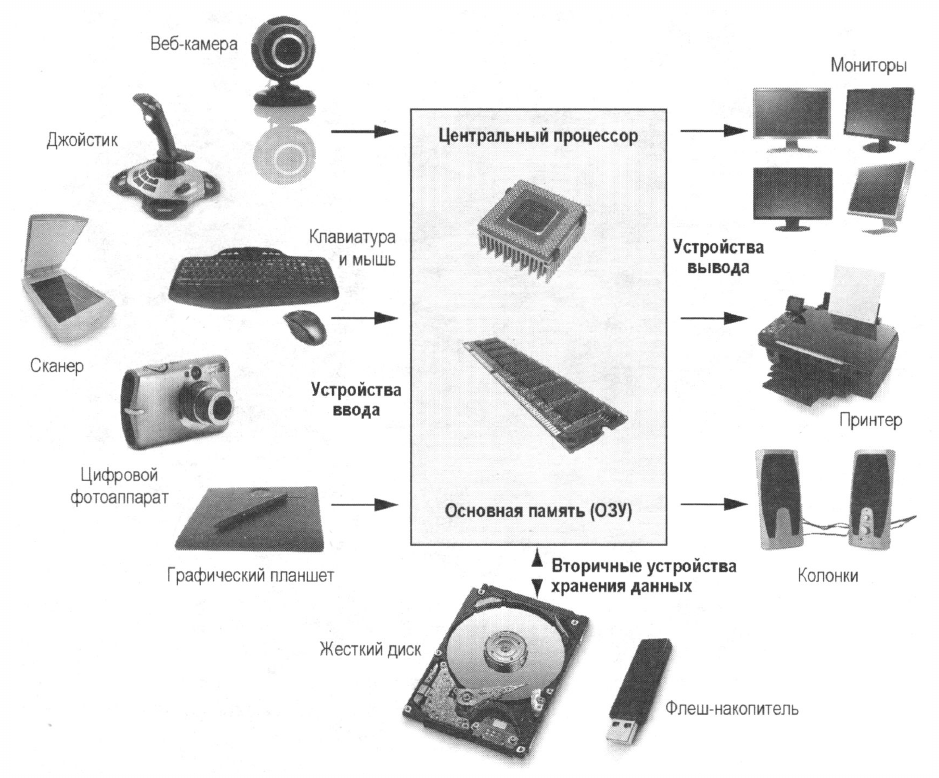 Веб-камера
Мониторы
Джойстик
Центральный процессор
Клавиатура
и мышь
Устройства
вывода
Сканер
Устройства
ввода
Принтер
Цифровой
фотоаппарат
Основная память (ОЗУ)
Графический планшет
Вторичные устройства
хранения данных
Колонки
Жесткий диск
Флеш-накопитель